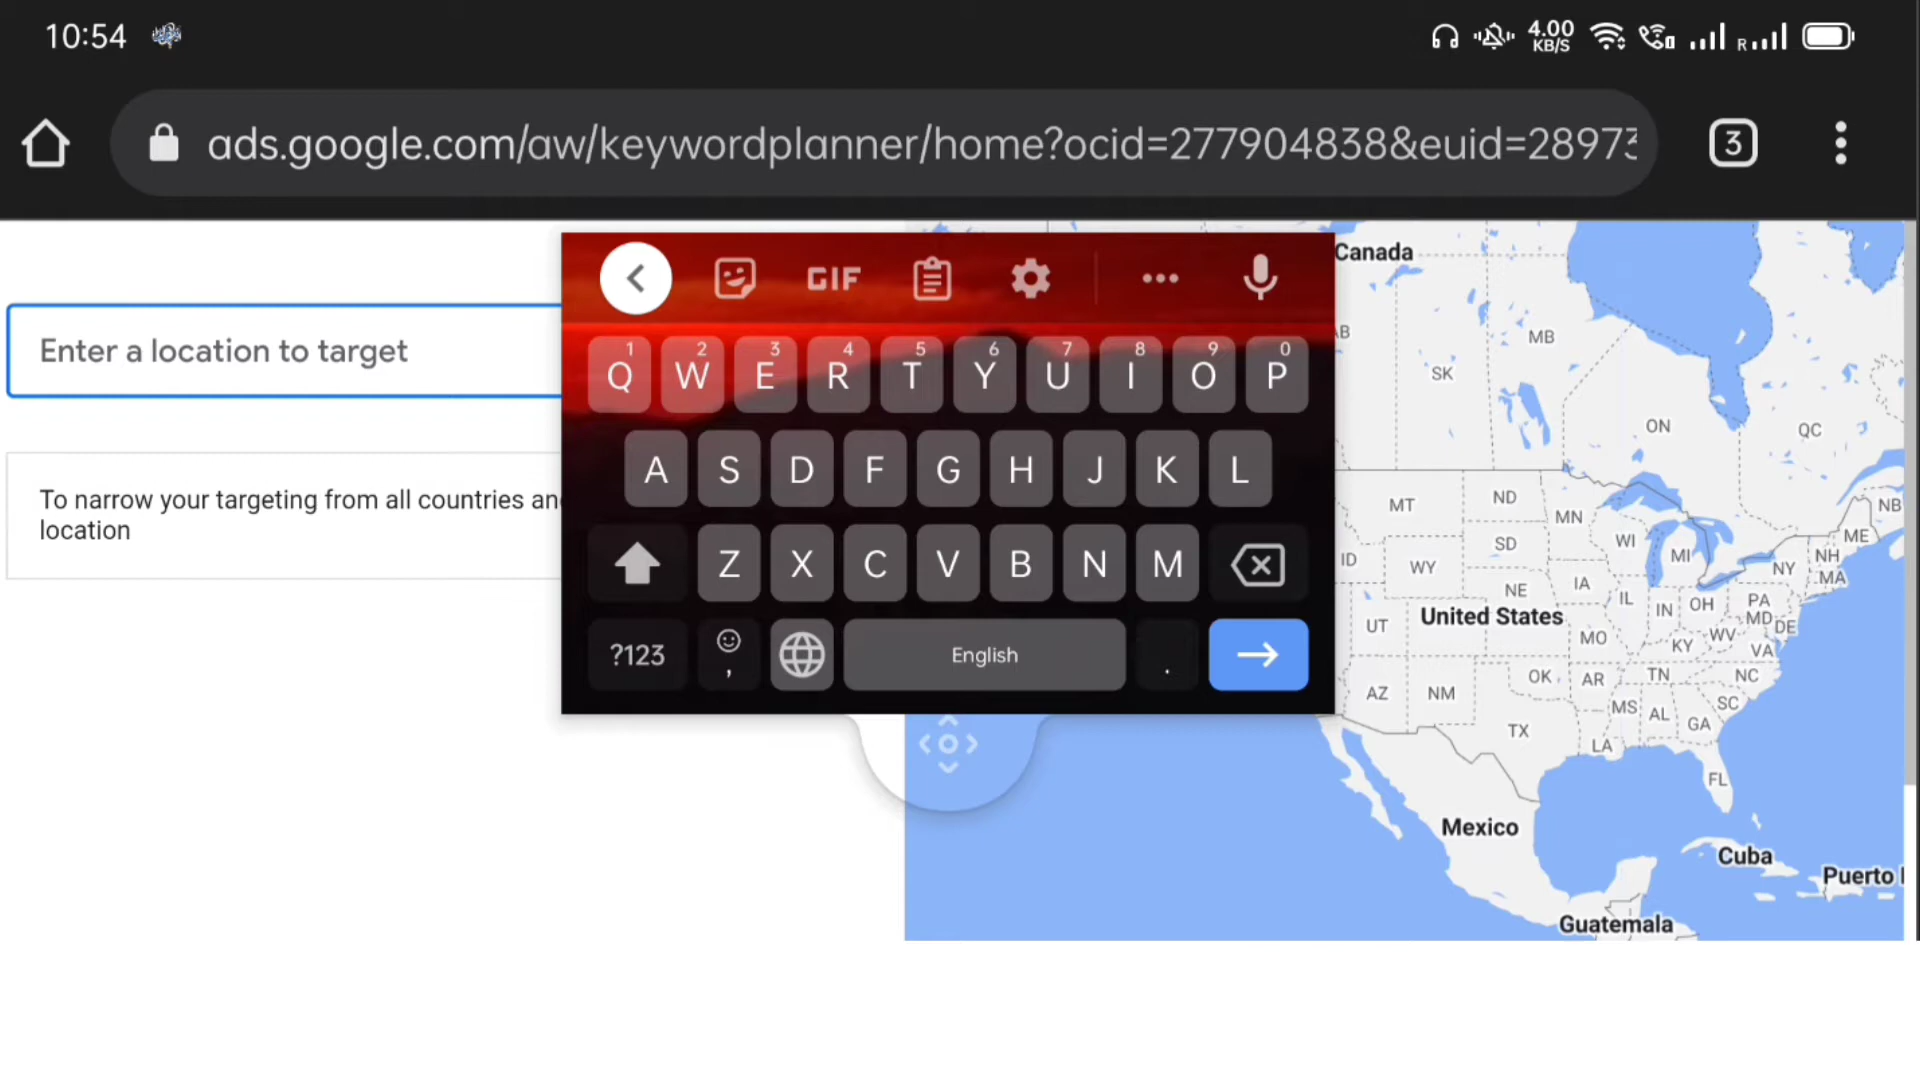 10:54
4.00
KB/S
R
ads.google.com/aw/keywordplanner/home?ocid=277904838&euid=28973
3
Enter a location to target
To narrow your targeting from all countries an
location
GIF
1 2 3 4 5 6 7 8 9 0
Q W E R T Y U I O P
A S D F G H J K L
Z X C V B N M
?123
,
English
.
Canada
AB
MB
SK
ON
QC
NB
MT
ND
MN
ME
ID
SD
WI
MI
NH
WY
NY
MA
NE
IA
IL
IN
OH
PA
MD
DE
United States
UT
MO
KY
WV
VA
OK
AR
TN
NC
AZ
NM
MS
AL
GA
SC
TX
LA
FL
Mexico
Cuba
Puerto
Guatemala